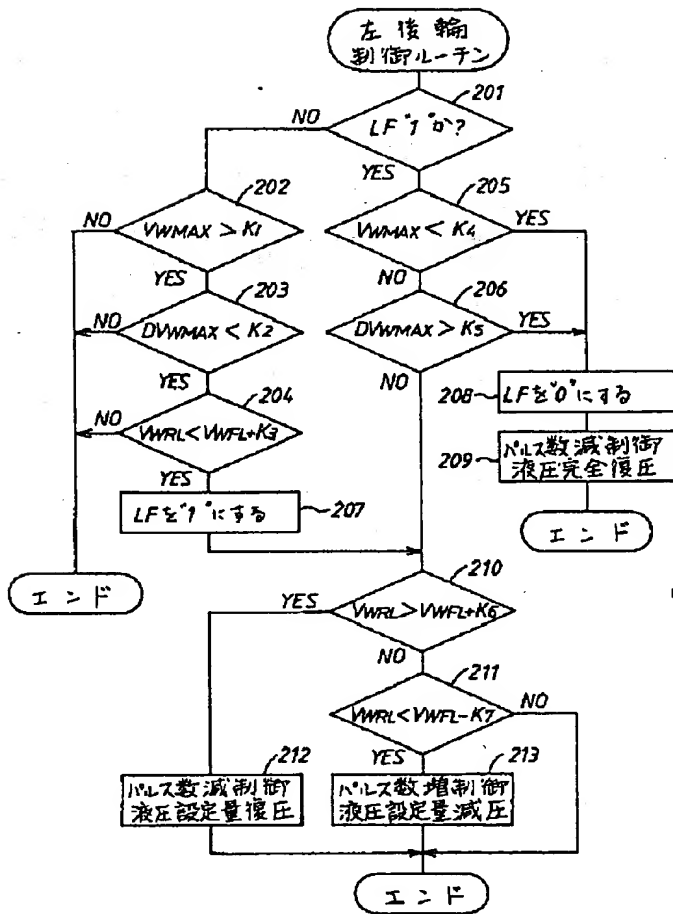 左後輪
制御ルーチン
201
LF"1"か?
NO
YES
202
205
VWMAX > K1
VWMAX < K4
NO
YES
YES
NO
203
206
DVWMAX < K2
DVWMAX > K5
NO
YES
YES
NO
204
208
LFを"0"にする
VWRL < VWFL+K3
NO
YES
209
パルス数減制御
液圧完全復圧
LFを"1"にする
207
エンド
エンド
210
YES
VWRL > VWFL+K6
NO
211
VWRL < VWFL-K7
NO
YES
212
213
パルス数減制御
液圧設定量復圧
パルス数増制御
液圧設定量減圧
エンド